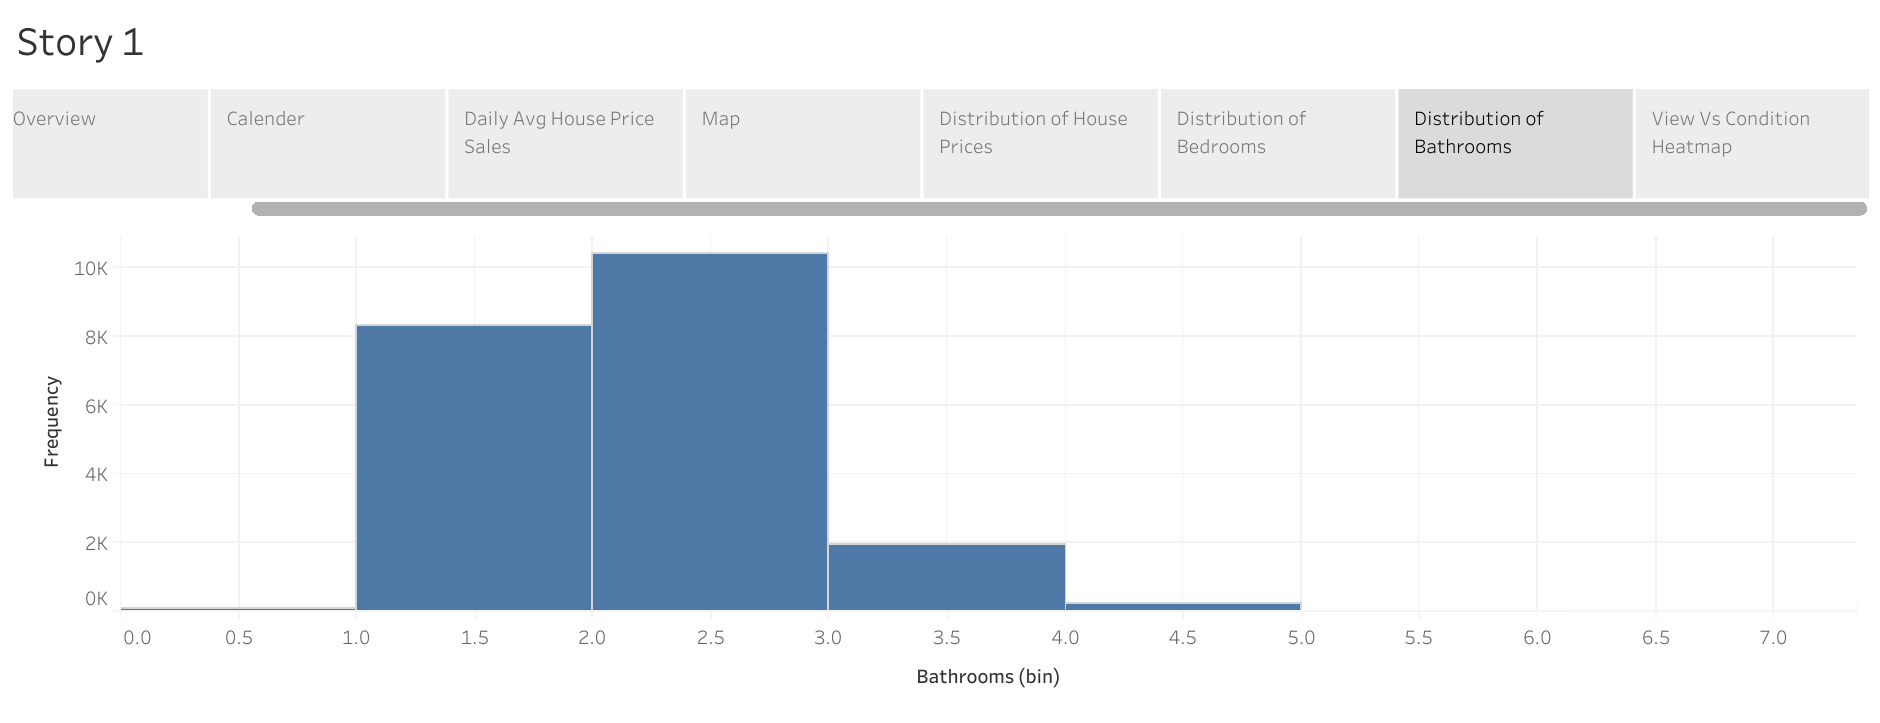 Story 1
Overview
Calender
Daily Avg House Price
Sales
Map
Distribution of House
Prices
Distribution of
Bedrooms
Distribution of
Bathrooms
View Vs Condition
Heatmap
10K
8K
6K
4K
2K
0K
Frequency
0.0 0.5 1.0 1.5 2.0 2.5 3.0 3.5 4.0 4.5 5.0 5.5 6.0 6.5 7.0
Bathrooms (bin)